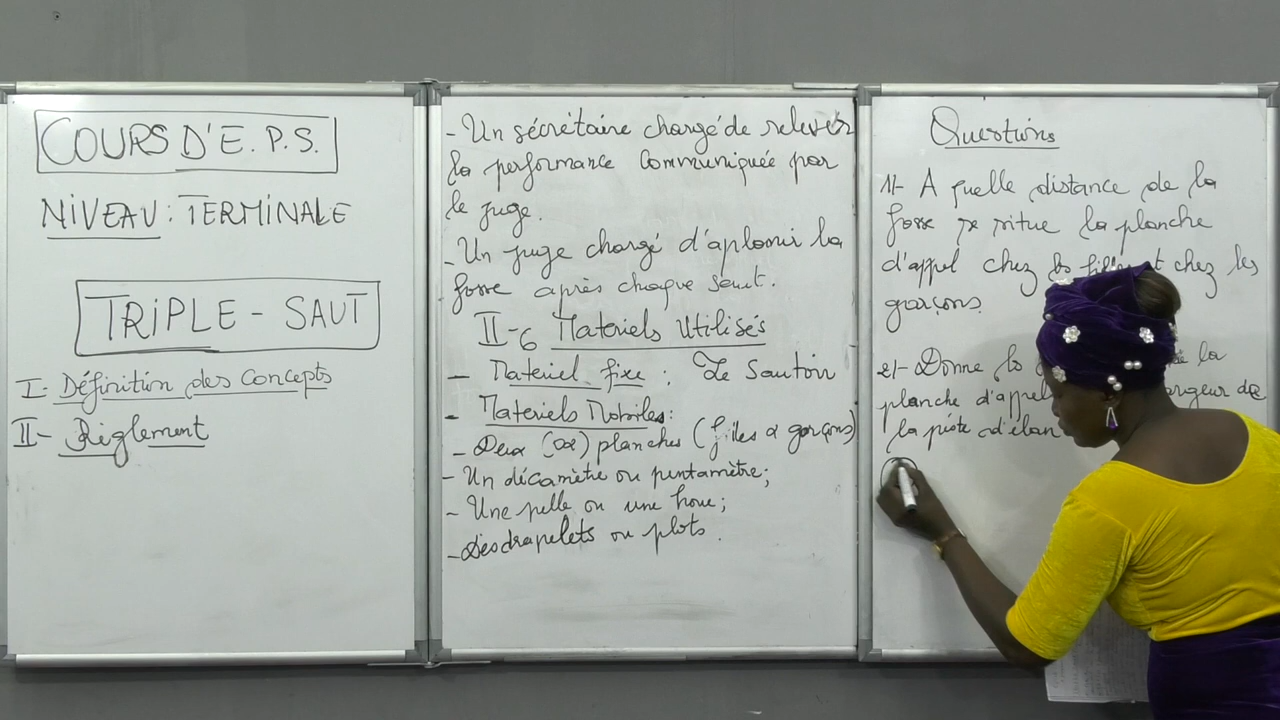 COURS D'E.P.S.
NIVEAU : TERMINALE
TRIPLE - SAUT
I- Définition des Concepts
II- Règlement
- Un sécrétaire chargé de relever
la performance Communiquée par
le juge.
- Un juge chargé d'aplanir la
fosse après chaque saut.
II-6 Materiels Utilisés
- Materiel fixe : Le Sautoir
- Materiels Mobiles :
- Deux (02) planches (filles & garçons)
- Un décamètre ou pentamètre;
- Une pelle ou une houe;
- Des drapelets ou plots.
Questions
1/- A quelle distance de la
fosse se situe la planche
d'appel chez les chez les
garçons
2/- Donne la la
planche d'appel largeur de
la piste d'élan